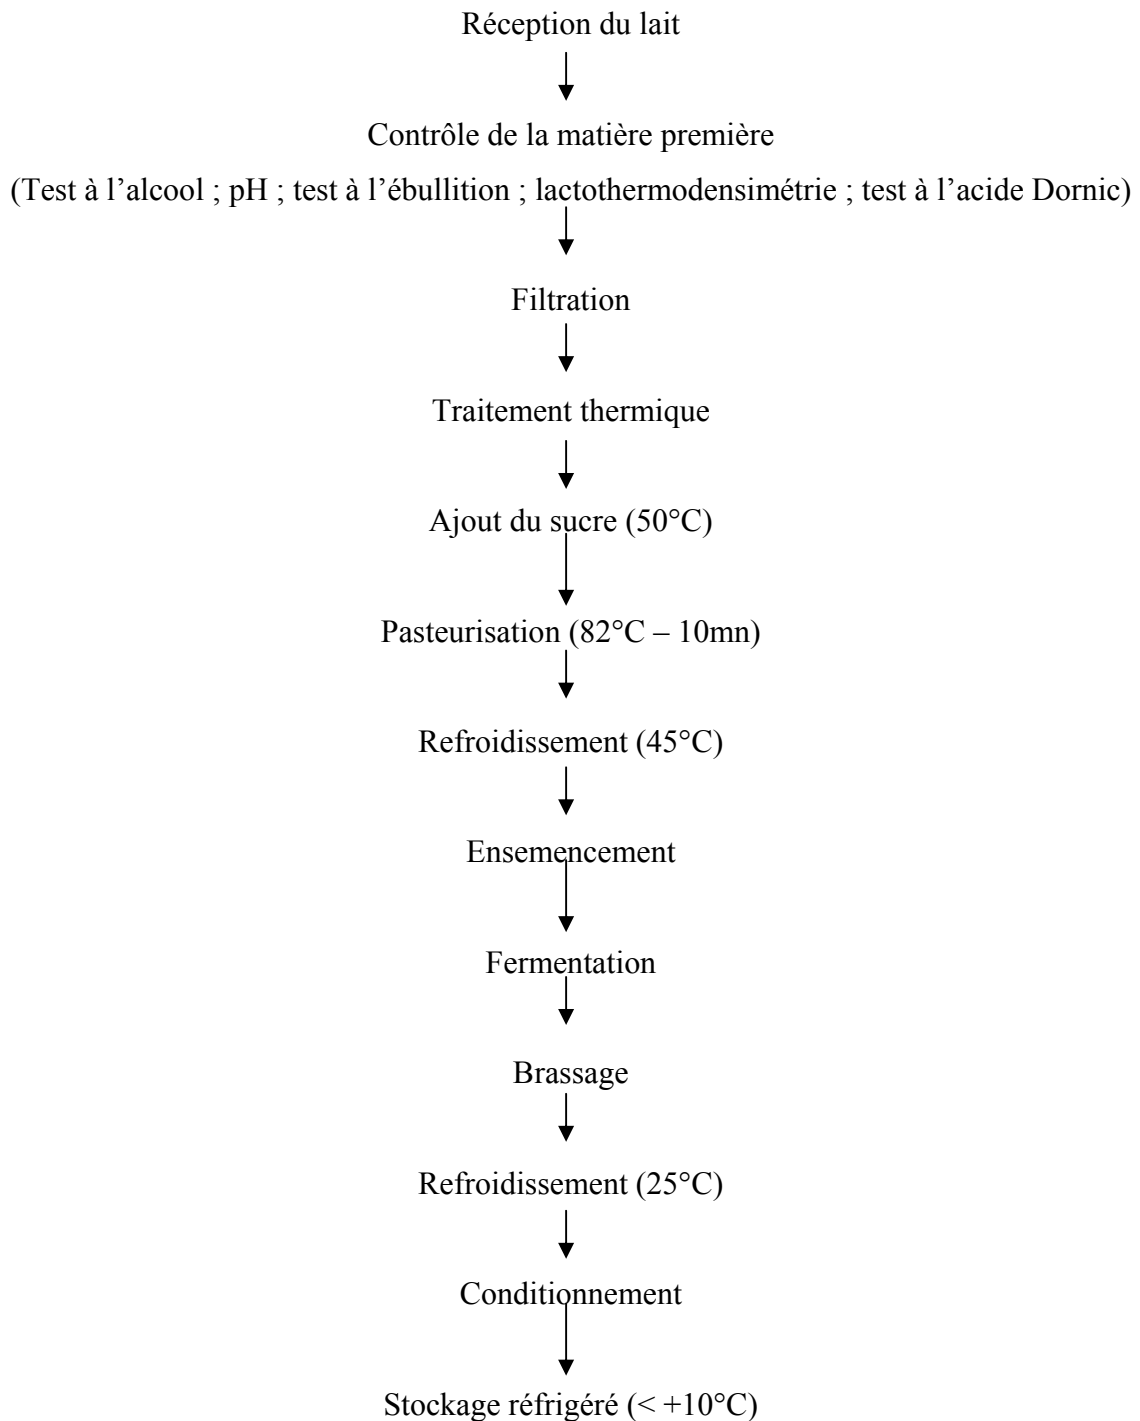 Réception du lait
Contrôle de la matière première
(Test à l’alcool ; pH ; test à l’ébullition ; lactothermodensimétrie ; test à l’acide Dornic)
Filtration
Traitement thermique
Ajout du sucre (50°C)
Pasteurisation (82°C – 10mn)
Refroidissement (45°C)
Ensemencement
Fermentation
Brassage
Refroidissement (25°C)
Conditionnement
Stockage réfrigéré (< +10°C)